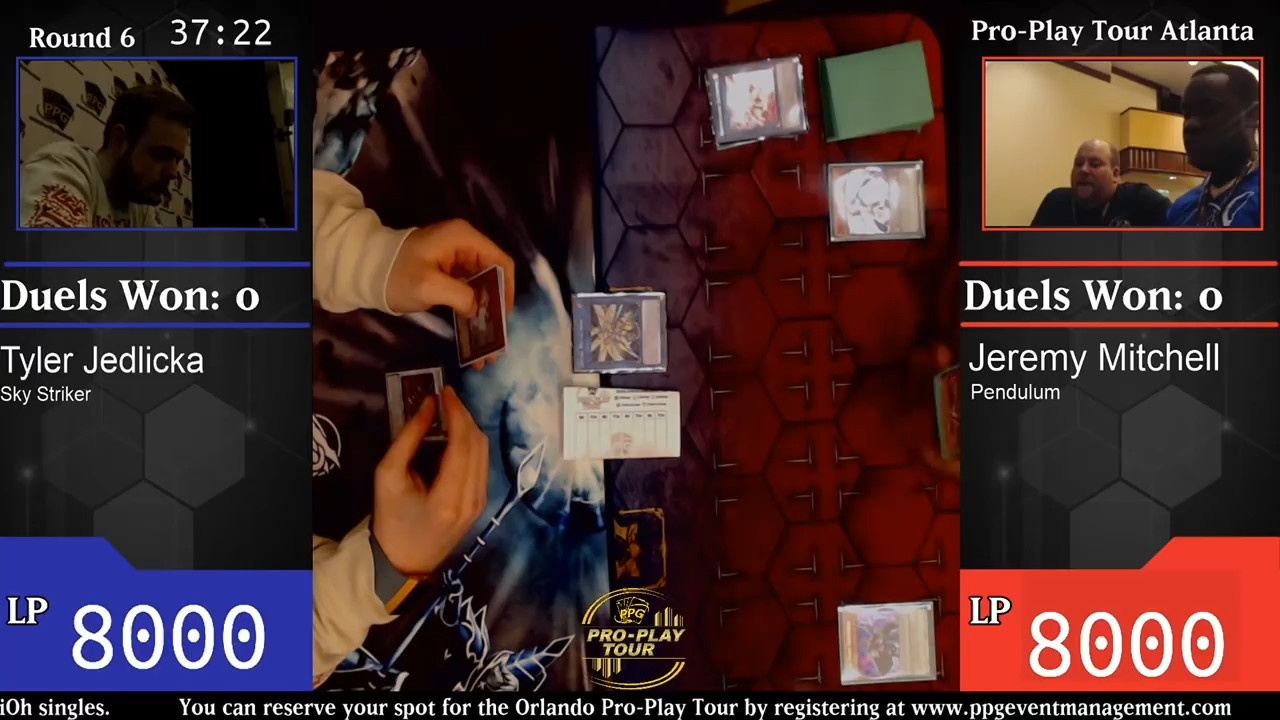 Round 6
37:22
Pro-Play Tour Atlanta
PPG
Duels Won: 0
Duels Won: 0
Tyler Jedlicka
Sky Striker
Jeremy Mitchell
Pendulum
PPG
PRO-PLAY
TOUR
LP 8000
LP 8000
iOh singles. You can reserve your spot for the Orlando Pro-Play Tour by registering at www.ppgeventmanagement.com